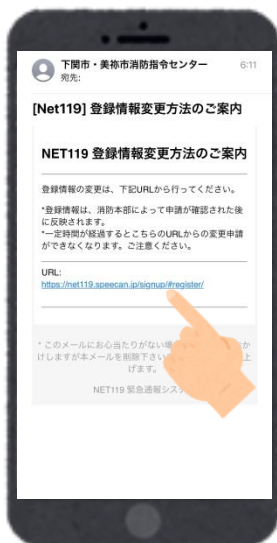 下関市・美祢市消防指令センター 6:11
宛先:
[Net119] 登録情報変更方法のご案内
NET119 登録情報変更方法のご案内
登録情報の変更は、下記URLから行ってください。
*登録情報は、消防本部によって申請が確認された後
に反映されます。
*一定時間が経過するとこちらのURLからの変更申請
ができなくなります。ご注意ください。
URL:
https://net119.speecan.jp/signup/#register/
* このメールにお心当たりがない場
けしますが本メールを削除下さい 上
げます。
NET119 緊急通報シス